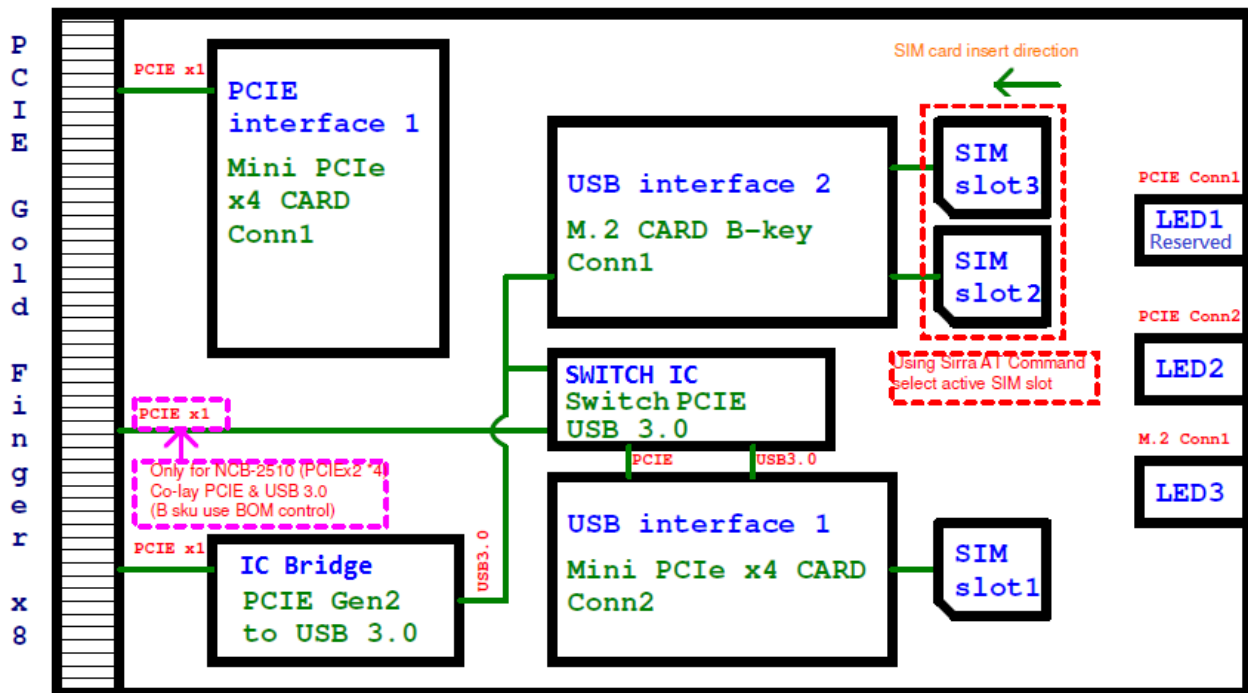 PCIE Gold Finger x8
PCIE x1
PCIE
interface 1
Mini PCIe
x4 CARD
Conn1
PCIE x1
Only for NCB-2510 (PCIEx2 *4)
Co-lay PCIE & USB 3.0
(B sku use BOM control)
PCIE x1
IC Bridge
PCIE Gen2
to USB 3.0
USB3.0
USB interface 2
M.2 CARD B-key
Conn1
SWITCH IC
Switch PCIE
USB 3.0
PCIE
USB3.0
USB interface 1
Mini PCIe x4 CARD
Conn2
SIM card insert direction
SIM
slot3
SIM
slot2
Using Sirra AT Command
select active SIM slot
SIM
slot1
PCIE Conn1
LED1
Reserved
PCIE Conn2
LED2
M.2 Conn1
LED3